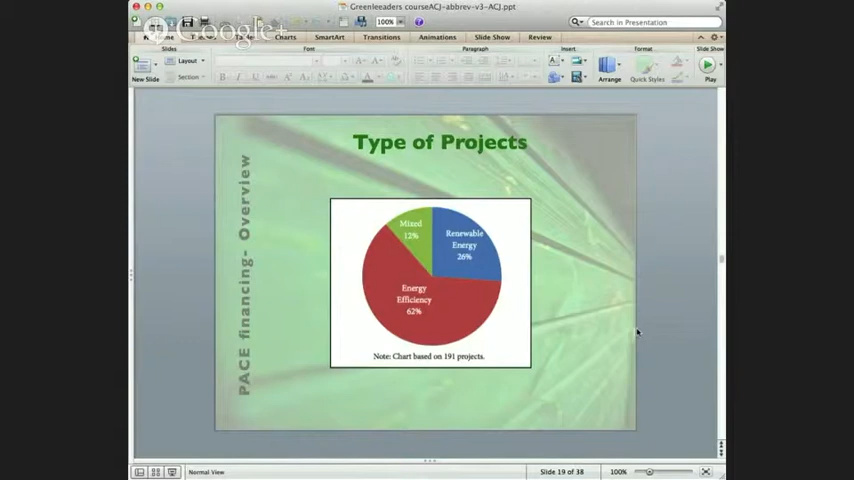 Greenleeaders courseACJ-abbrev-v3-ACJ.ppt
100%
Search in Presentation
Google+
Charts
SmartArt
Transitions
Animations
Slide Show
Review
Slides
Font
Paragraph
Insert
Format
Slide Show
New Slide
Layout
Section
Arrange
Quick Styles
Play
Type of Projects
PACE financing- Overview
Mixed
12%
Renewable
Energy
26%
Energy
Efficiency
62%
Note: Chart based on 191 projects.
Normal View
Slide 19 of 38
100%